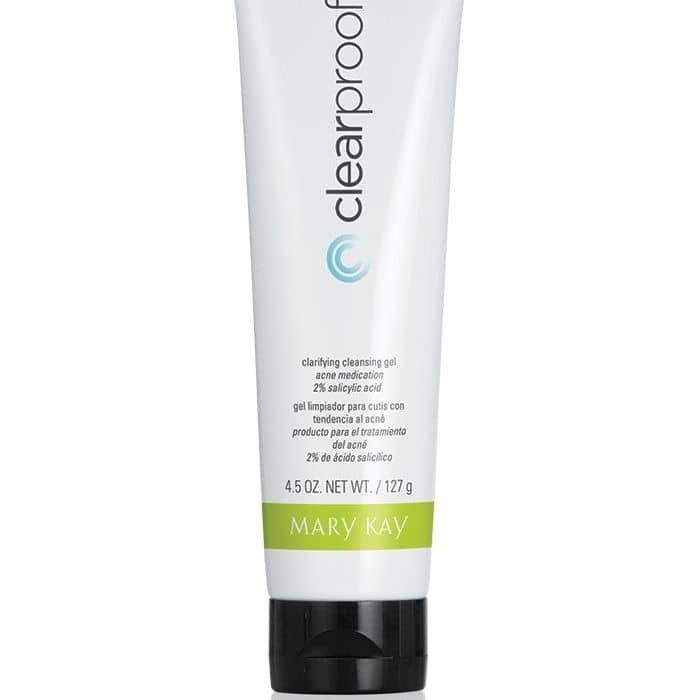 clearproof
clarifying cleansing gel
acne medication
2% salicylic acid
gel limpiador para cutis con
tendencia al acné
producto para el tratamiento
del acné
2% de ácido salicílico
4.5 OZ. NET WT. / 127 g
MARY KAY